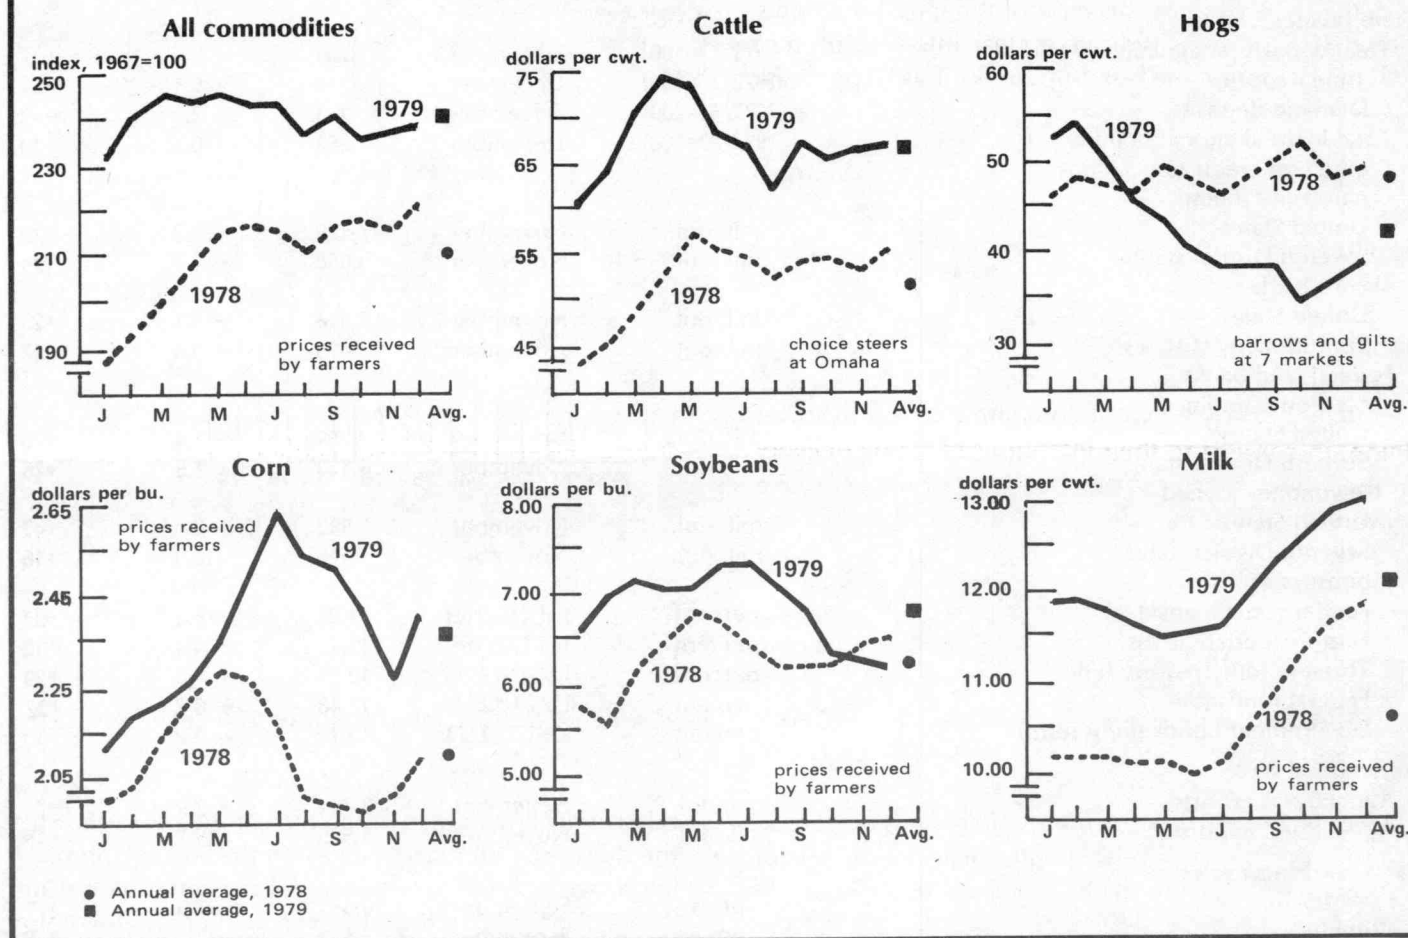 All commodities
index, 1967=100
250
230
210
190
1979
1978
prices received
by farmers
J M M J S N Avg.
Cattle
dollars per cwt.
75
65
55
45
1979
1978
choice steers
at Omaha
J M M J S N Avg.
Hogs
dollars per cwt.
60
50
40
30
1979
1978
barrows and gilts
at 7 markets
J M M J S N Avg.
Corn
dollars per bu.
2.65
2.45
2.25
2.05
prices received
by farmers
1979
1978
J M M J S N Avg.
Soybeans
dollars per bu.
8.00
7.00
6.00
5.00
1979
1978
prices received
by farmers
J M M J S N Avg.
Milk
dollars per cwt.
13.00
12.00
11.00
10.00
1979
1978
prices received
by farmers
J M M J S N Avg.
Annual average, 1978
Annual average, 1979